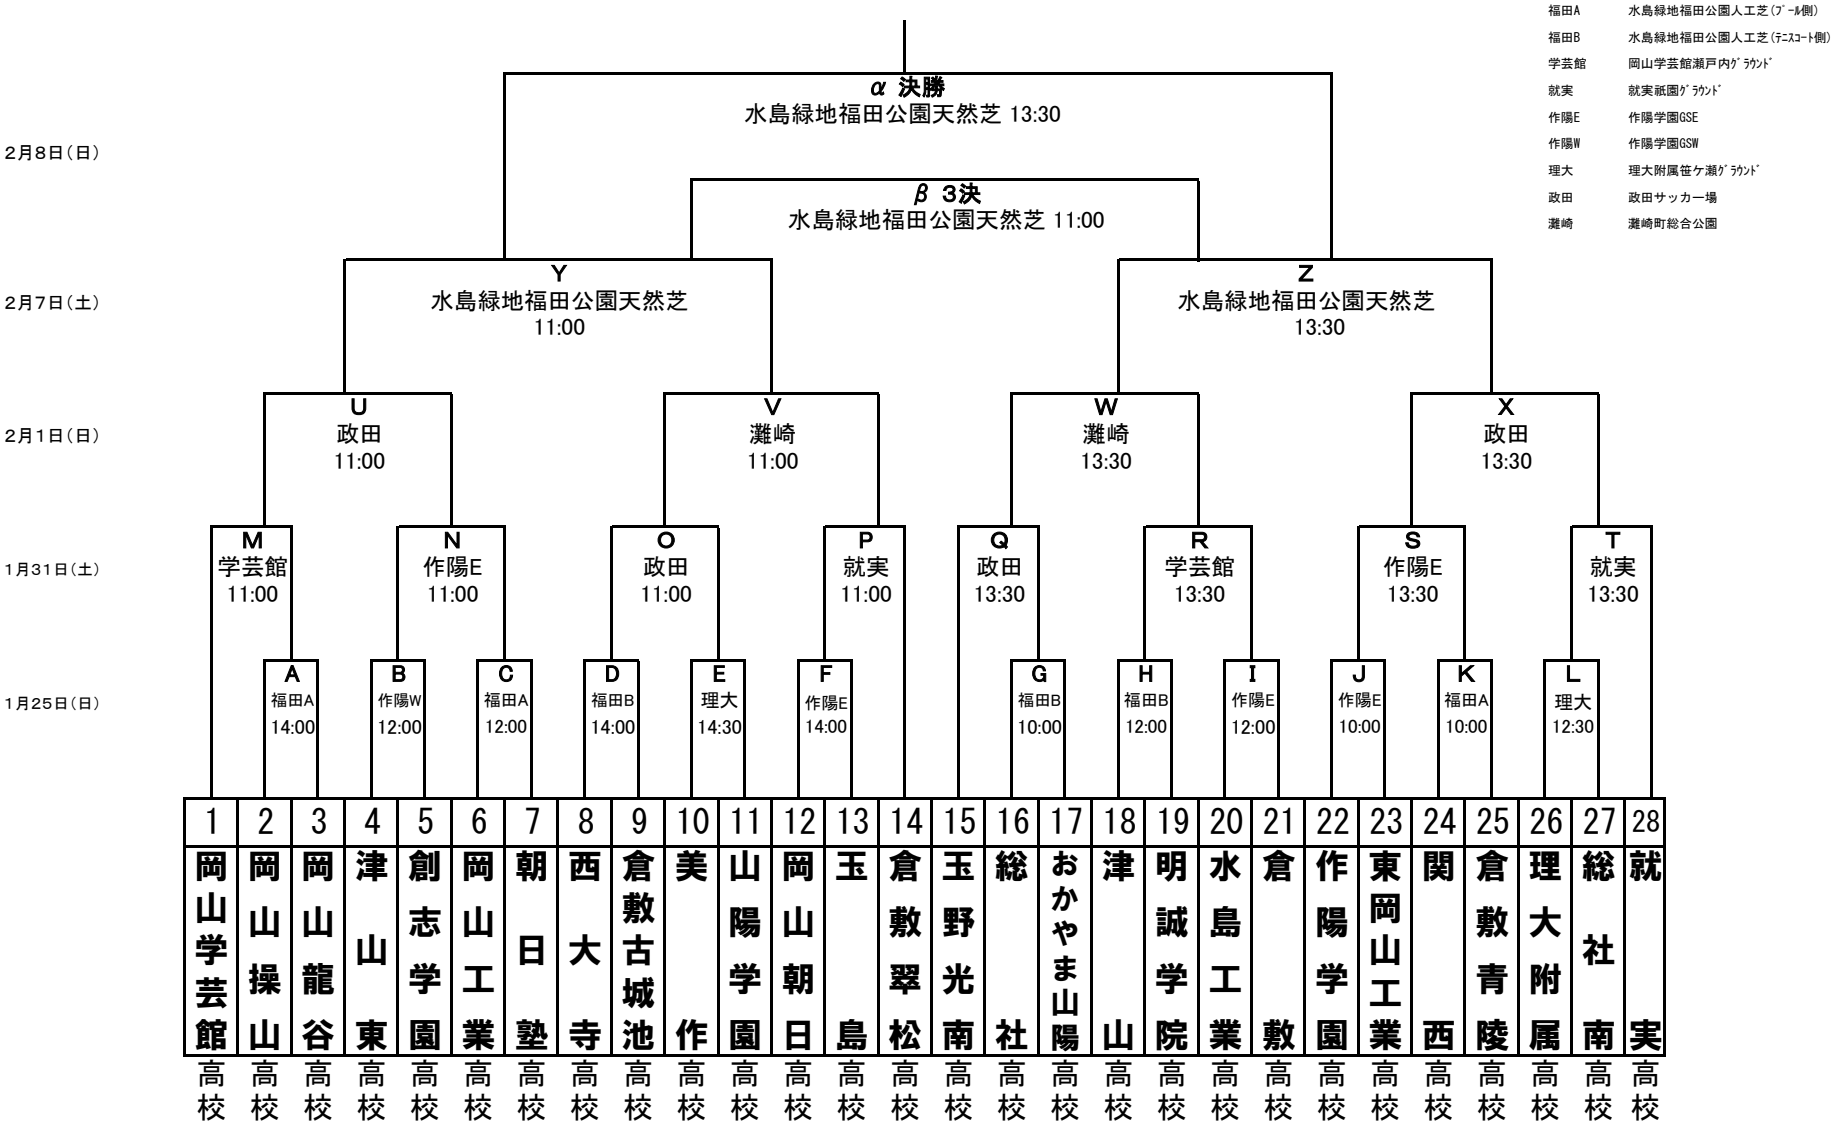 福田A 水島緑地福田公園人工芝(ﾌﾟｰﾙ側)
福田B 水島緑地福田公園人工芝(ﾃﾆｽｺｰﾄ側)
学芸館 岡山学芸館瀬戸内ｸﾞﾗｳﾝﾄﾞ
就実 就実祇園ｸﾞﾗｳﾝﾄﾞ
作陽E 作陽学園GSE
作陽W 作陽学園GSW
理大 理大附属笹ケ瀬ｸﾞﾗｳﾝﾄﾞ
政田 政田サッカー場
灘崎 灘崎町総合公園
α 決勝
水島緑地福田公園天然芝 13:30
2月8日(日)
β 3決
水島緑地福田公園天然芝 11:00
2月7日(土)
Y
水島緑地福田公園天然芝
11:00
Z
水島緑地福田公園天然芝
13:30
2月1日(日)
U
政田
11:00
V
灘崎
11:00
W
灘崎
13:30
X
政田
13:30
1月31日(土)
M
学芸館
11:00
N
作陽E
11:00
O
政田
11:00
P
就実
11:00
Q
政田
13:30
R
学芸館
13:30
S
作陽E
13:30
T
就実
13:30
1月25日(日)
A
福田A
14:00
B
作陽W
12:00
C
福田A
12:00
D
福田B
14:00
E
理大
14:30
F
作陽E
14:00
G
福田B
10:00
H
福田B
12:00
I
作陽E
12:00
J
作陽E
10:00
K
福田A
10:00
L
理大
12:30
1 岡山学芸館高校
2 岡山操山高校
3 岡山龍谷高校
4 津山東高校
5 創志学園高校
6 岡山工業高校
7 朝日塾高校
8 西大寺高校
9 倉敷古城池高校
10 美作高校
11 山陽学園高校
12 岡山朝日高校
13 玉島高校
14 倉敷翠松高校
15 玉野光南高校
16 総社高校
17 おかやま山陽高校
18 津山高校
19 明誠学院高校
20 水島工業高校
21 倉敷高校
22 作陽学園高校
23 東岡山工業高校
24 関西高校
25 倉敷青陵高校
26 理大附属高校
27 総社南高校
28 就実高校